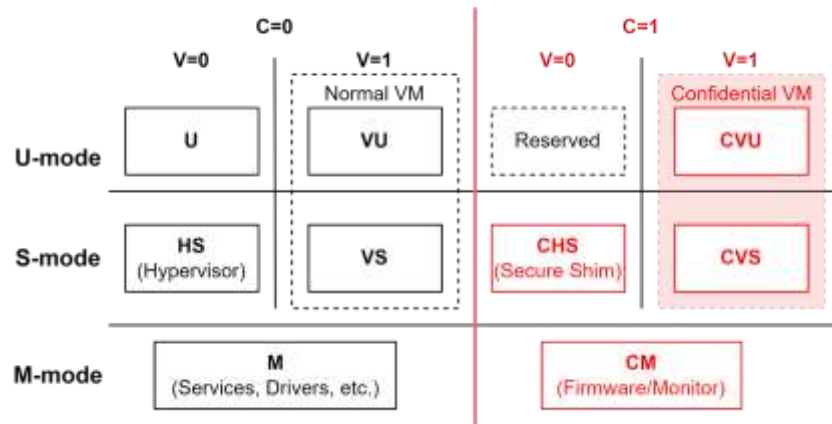 C=0
C=1
V=0
V=1
V=0
V=1
Normal VM
Confidential VM
U-mode
U
VU
Reserved
CVU
S-mode
HS
(Hypervisor)
VS
CHS
(Secure Shim)
CVS
M-mode
M
(Services, Drivers, etc.)
CM
(Firmware/Monitor)